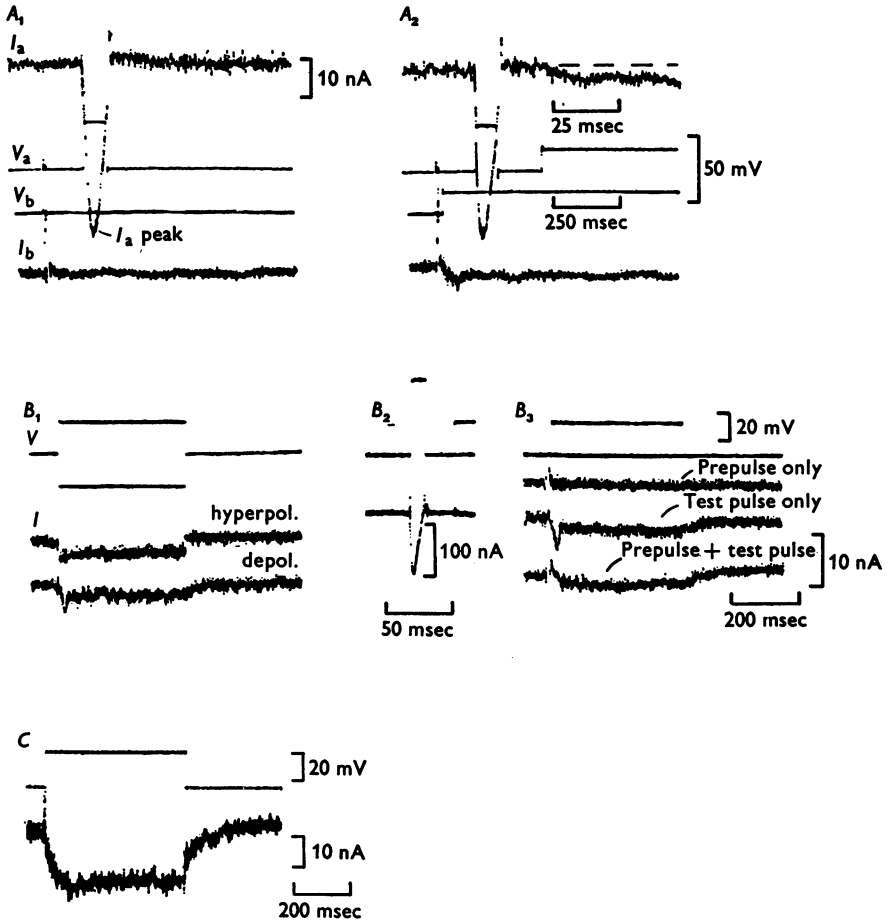 A₁
Iₐ
10 nA
Vₐ
V_b
Iₐ peak
I_b
A₂
25 msec
50 mV
250 msec
B₁
V
I
hyperpol.
depol.
B₂
100 nA
50 msec
B₃
20 mV
Prepulse only
Test pulse only
Prepulse + test pulse
10 nA
200 msec
C
20 mV
10 nA
200 msec